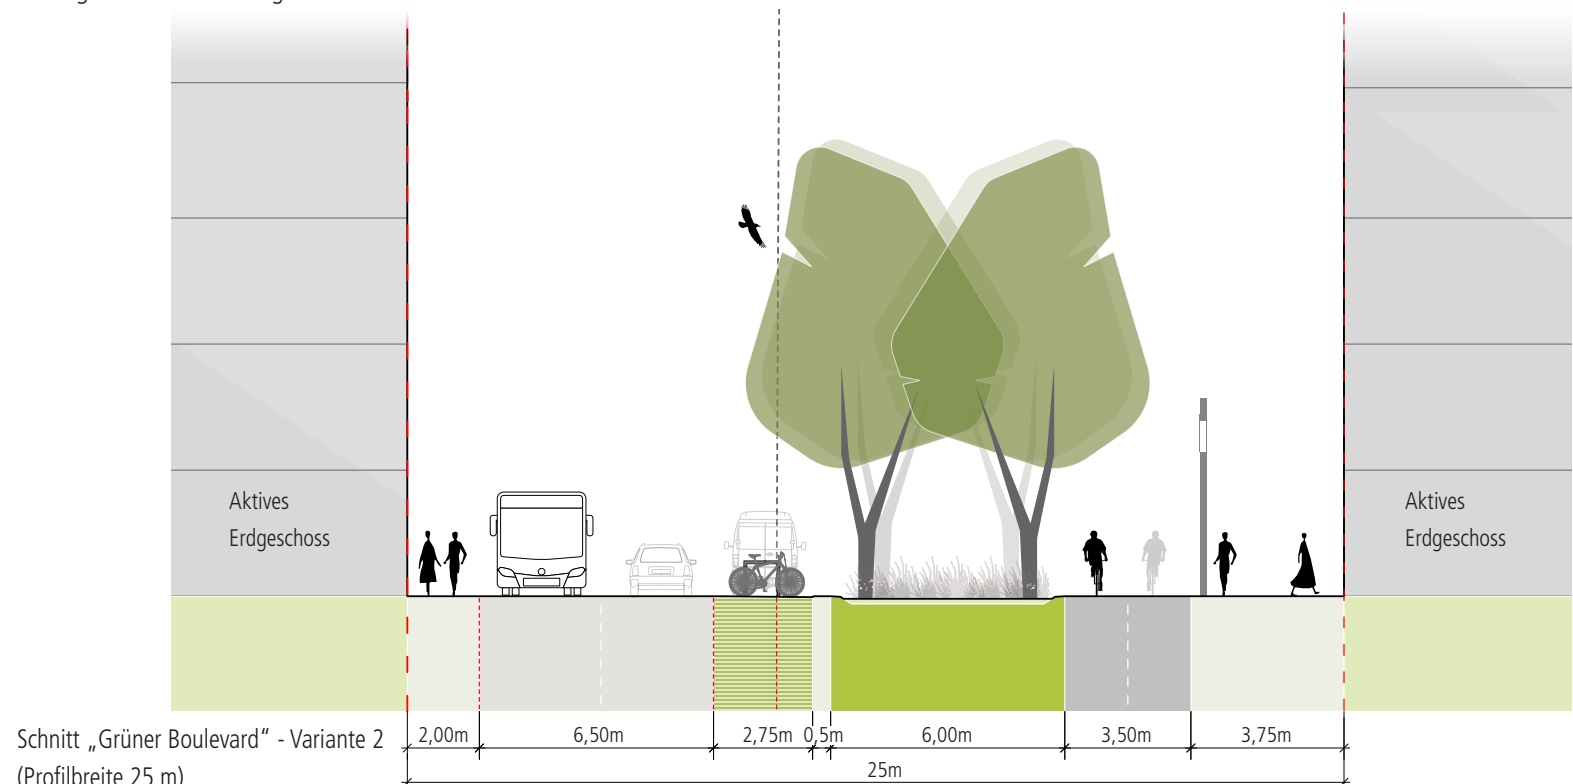 Aktives
Erdgeschoss
Aktives
Erdgeschoss
Schnitt „Grüner Boulevard“ - Variante 2
(Profilbreite 25 m)
2,00m
6,50m
2,75m
0,5m
6,00m
3,50m
3,75m
25m